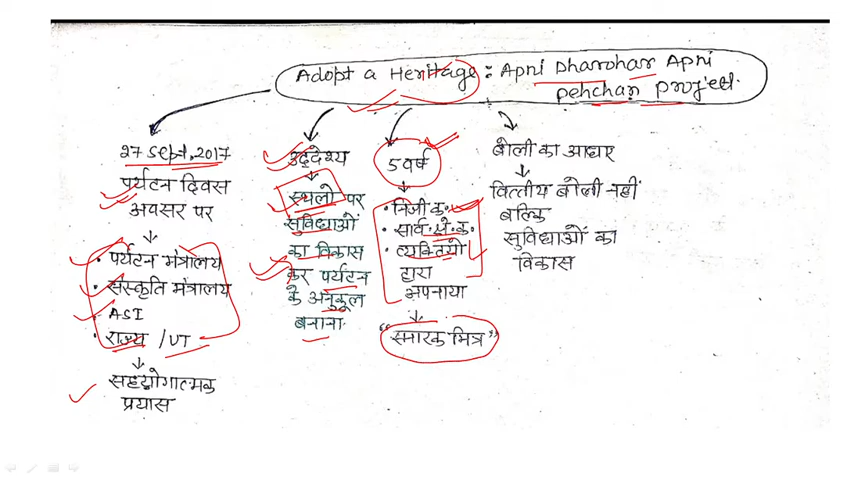 Adopt a Heritage: Apni Dharohar Apni
pehchan project.
27 Sept, 2017
पर्यटन दिवस
अवसर पर
• पर्यटन मंत्रालय
• संस्कृति मंत्रालय
• ASI
• राज्य / UT
सहयोगात्मक
प्रयास
उद्देश्य
स्थलो पर
सुविधाओं
का विकास
कर पर्यटन
के अनुकूल
बनाना
5 वर्ष
• निजी क.
• सार्व. क्षे. क.
• व्यक्तियों
द्वारा
अपनाया
"स्मारक मित्र"
बोली का आधार
वित्तीय बोली नहीं
बल्कि
सुविधाओं का
विकास